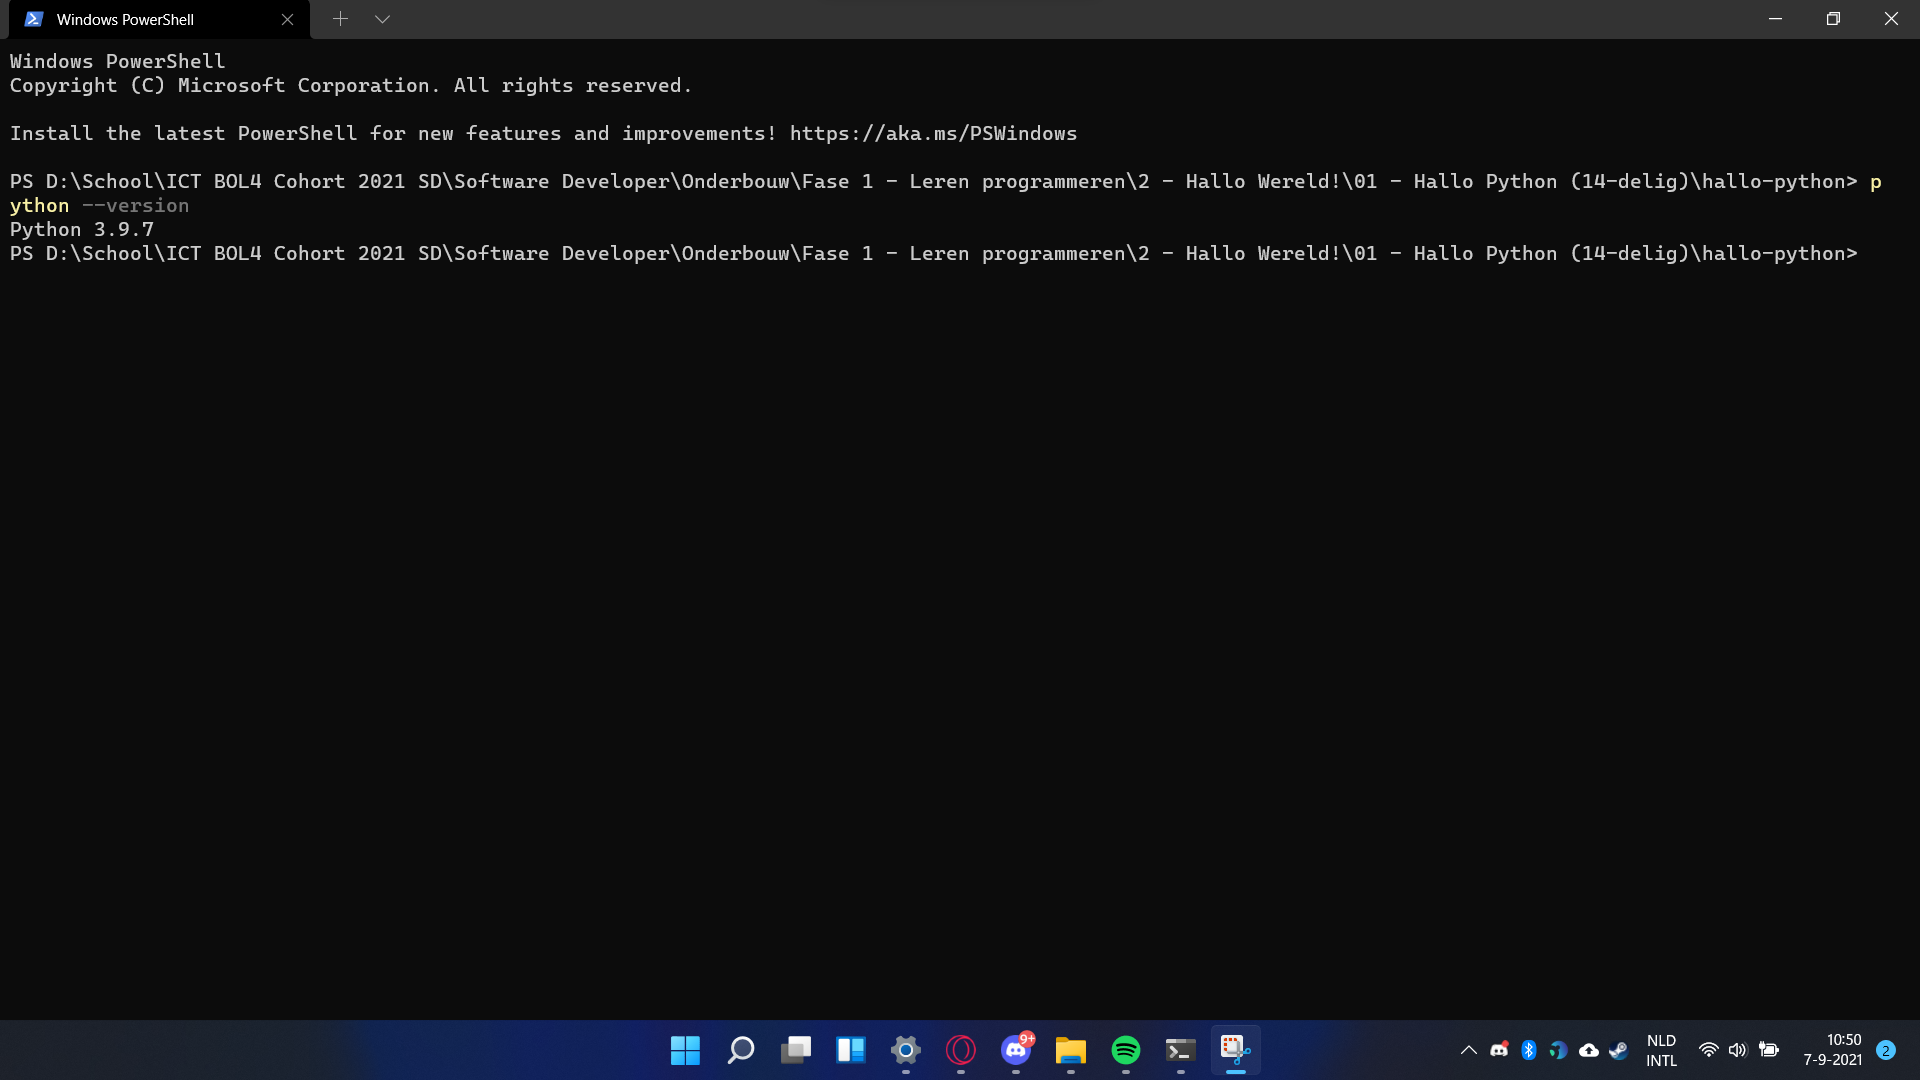 Windows PowerShell
Windows PowerShell
Copyright (C) Microsoft Corporation. All rights reserved.
Install the latest PowerShell for new features and improvements! https://aka.ms/PSWindows
PS D:\School\ICT BOL4 Cohort 2021 SD\Software Developer\Onderbouw\Fase 1 - Leren programmeren\2 - Hallo Wereld!\01 - Hallo Python (14-delig)\hallo-python> p
ython --version
Python 3.9.7
PS D:\School\ICT BOL4 Cohort 2021 SD\Software Developer\Onderbouw\Fase 1 - Leren programmeren\2 - Hallo Wereld!\01 - Hallo Python (14-delig)\hallo-python>
9+
NLD
INTL
10:50
7-9-2021
2